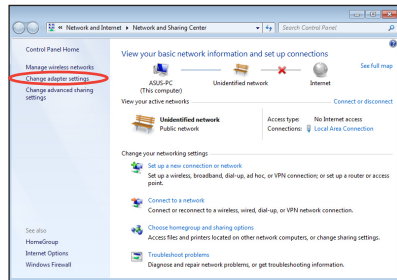 « Network and Internet ▸ Network and Sharing Center
Search Control Panel
Control Panel Home
Manage wireless networks
Change adapter settings
Change advanced sharing
settings
See also
HomeGroup
Internet Options
Windows Firewall
View your basic network information and set up connections
See full map
ASUS-PC
(This computer)
Unidentified network
Internet
View your active networks
Connect or disconnect
Unidentified network
Public network
Access type: No Internet access
Connections: Local Area Connection
Change your networking settings
Set up a new connection or network
Set up a wireless, broadband, dial-up, ad hoc, or VPN connection; or set up a router or access
point.
Connect to a network
Connect or reconnect to a wireless, wired, dial-up, or VPN network connection.
Choose homegroup and sharing options
Access files and printers located on other network computers, or change sharing settings.
Troubleshoot problems
Diagnose and repair network problems, or get troubleshooting information.